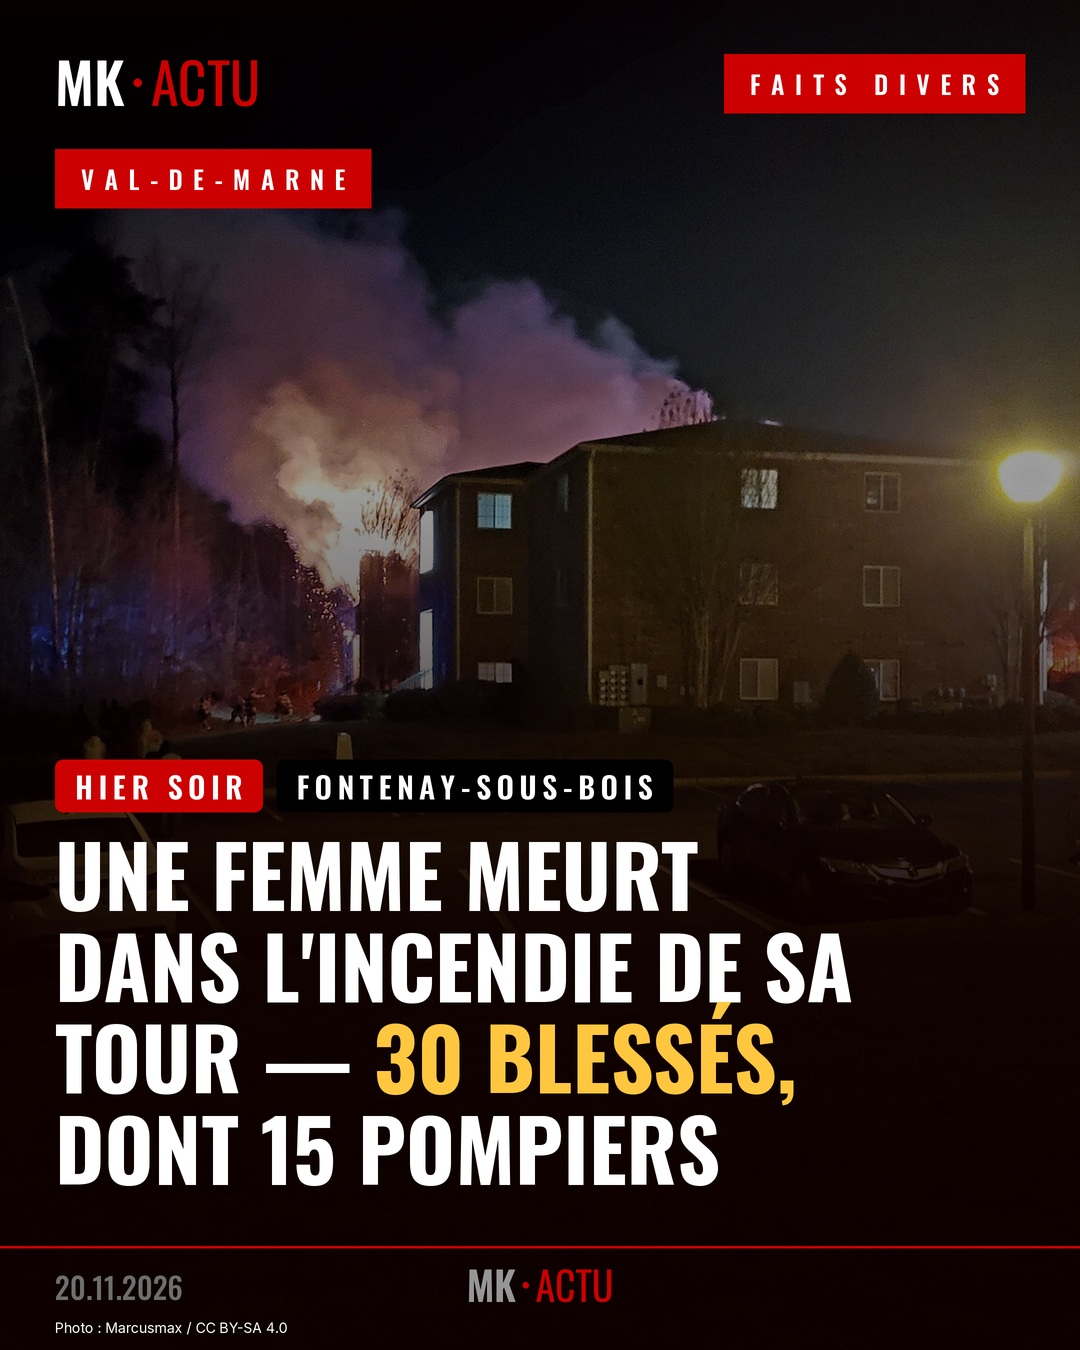 MK·ACTU
FAITS DIVERS
VAL-DE-MARNE
HIER SOIR
FONTENAY-SOUS-BOIS
UNE FEMME MEURT
DANS L'INCENDIE DE SA
TOUR — 30 BLESSÉS,
DONT 15 POMPIERS
20.11.2026
MK·ACTU
Photo : Marcusmax / CC BY-SA 4.0